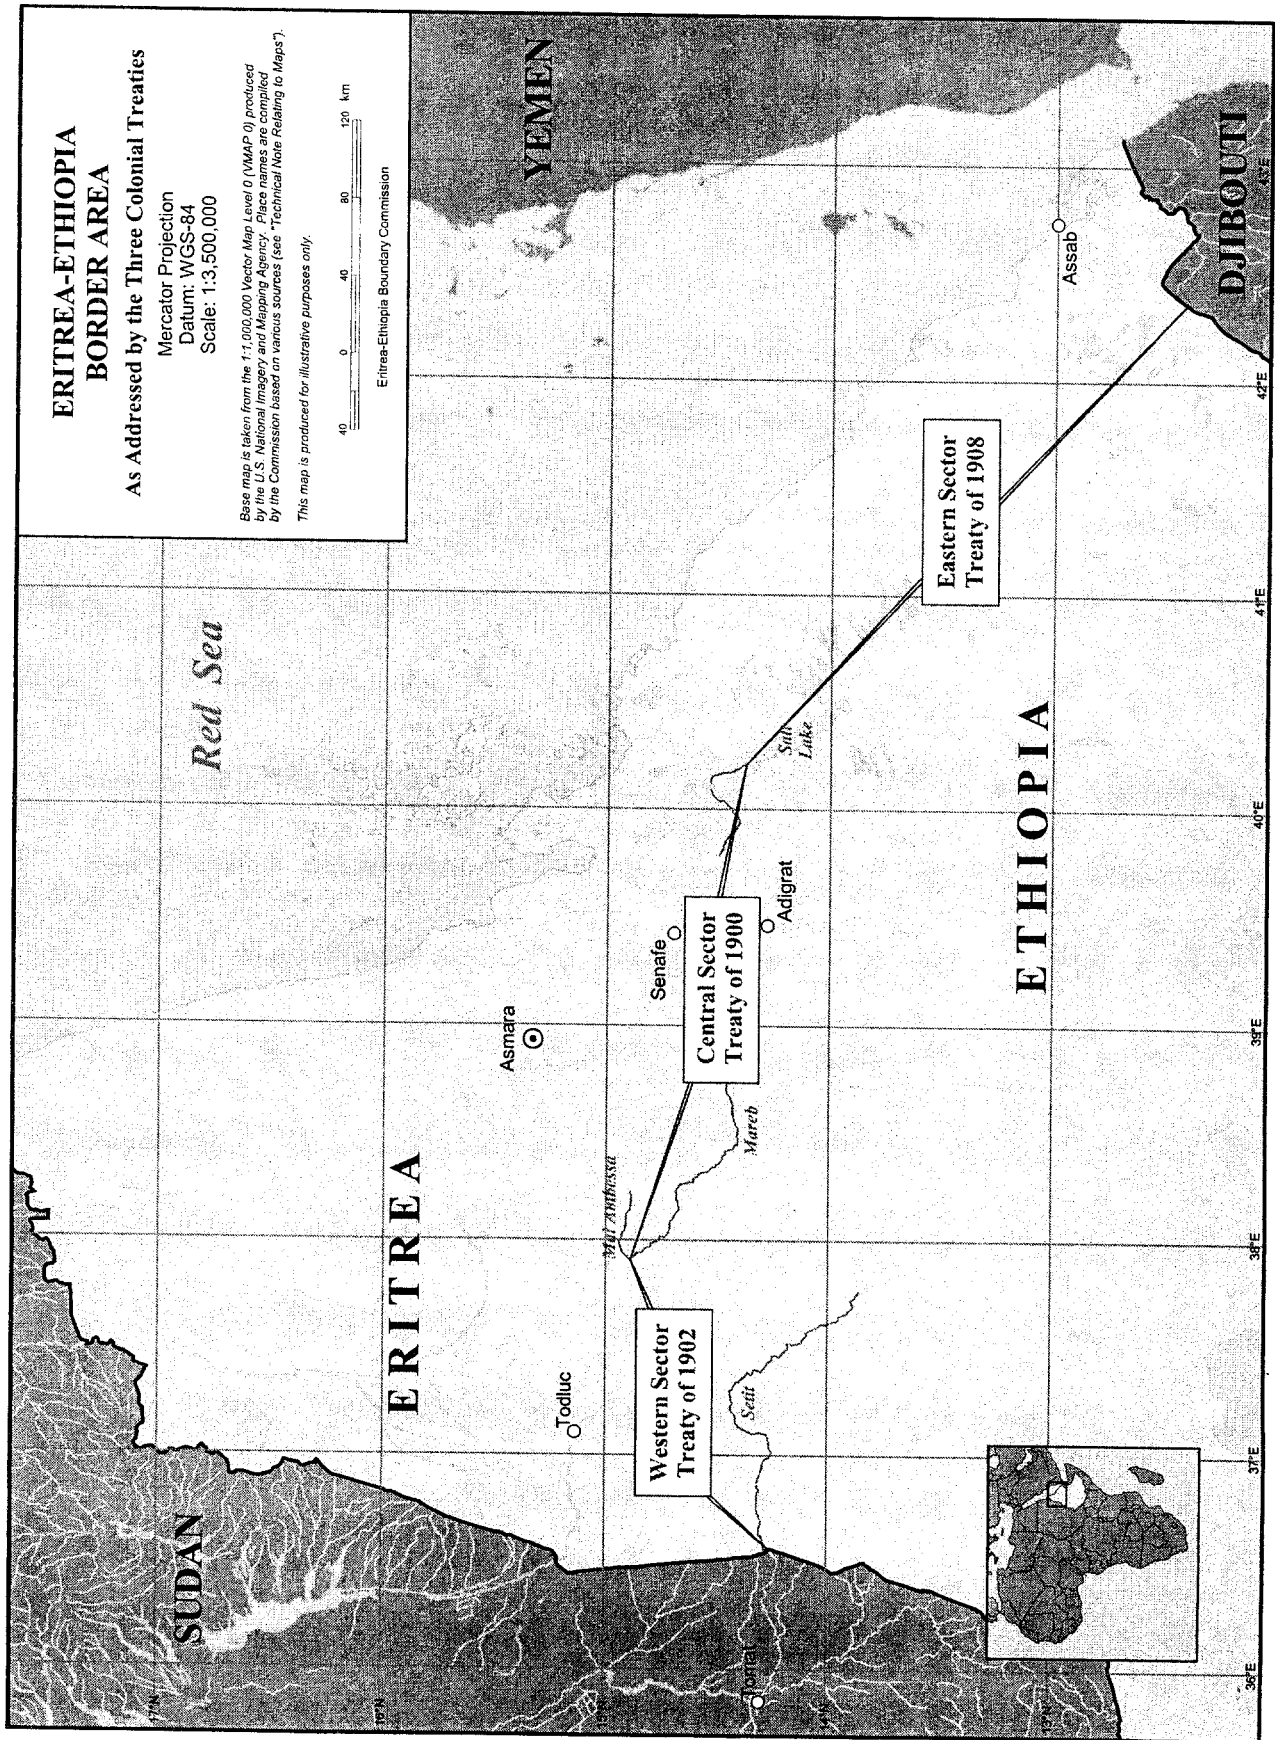 ERITREA-ETHIOPIA
BORDER AREA
As Addressed by the Three Colonial Treaties
Mercator Projection
Datum: WGS-84
Scale: 1:3,500,000
Base map is taken from the 1:1,000,000 Vector Map Level 0 (VMAP 0) produced
by the U.S. National Imagery and Mapping Agency. Place names are compiled
by the Commission based on various sources (see "Technical Note Relating to Maps").
This map is produced for illustrative purposes only.
40 0 40 80 120 km
Eritrea-Ethiopia Boundary Commission
SUDAN
Red Sea
YEMEN
ERITREA
Todluc
Asmara
Senafe
Mai Ambessa
Western Sector
Treaty of 1902
Central Sector
Treaty of 1900
Eastern Sector
Treaty of 1908
Setit
Mareb
Adigrat
Salt
Lake
Assab
Tomat
ETHIOPIA
DJIBOUTI
17°N
16°N
15°N
14°N
13°N
36°E
37°E
38°E
39°E
40°E
41°E
42°E
43°E